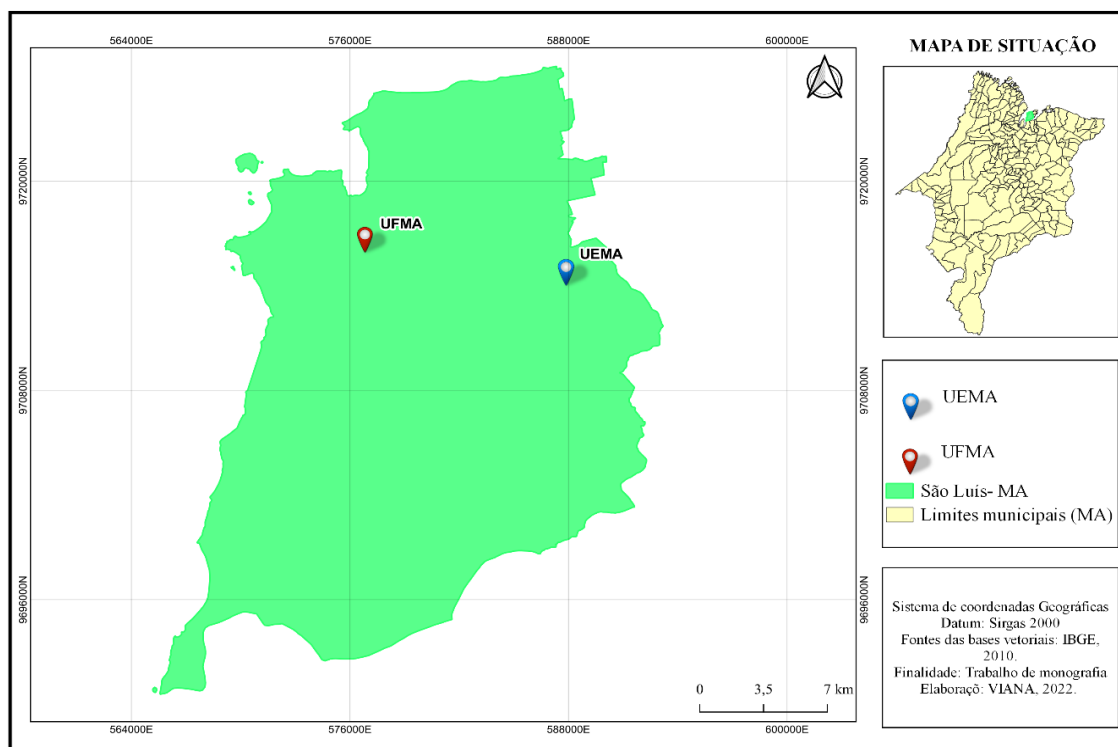 564000E 576000E 588000E 600000E
MAPA DE SITUAÇÃO
9720000N 9720000N
UFMA
UEMA
9708000N 9708000N
UEMA
UFMA
São Luís- MA
Limites municipais (MA)
9696000N 9696000N
Sistema de coordenadas Geográficas
Datum: Sirgas 2000
Fontes das bases vetoriais: IBGE,
2010.
Finalidade: Trabalho de monografia
Elaboraçõ: VIANA, 2022.
0 3,5 7 km
564000E 576000E 588000E 600000E